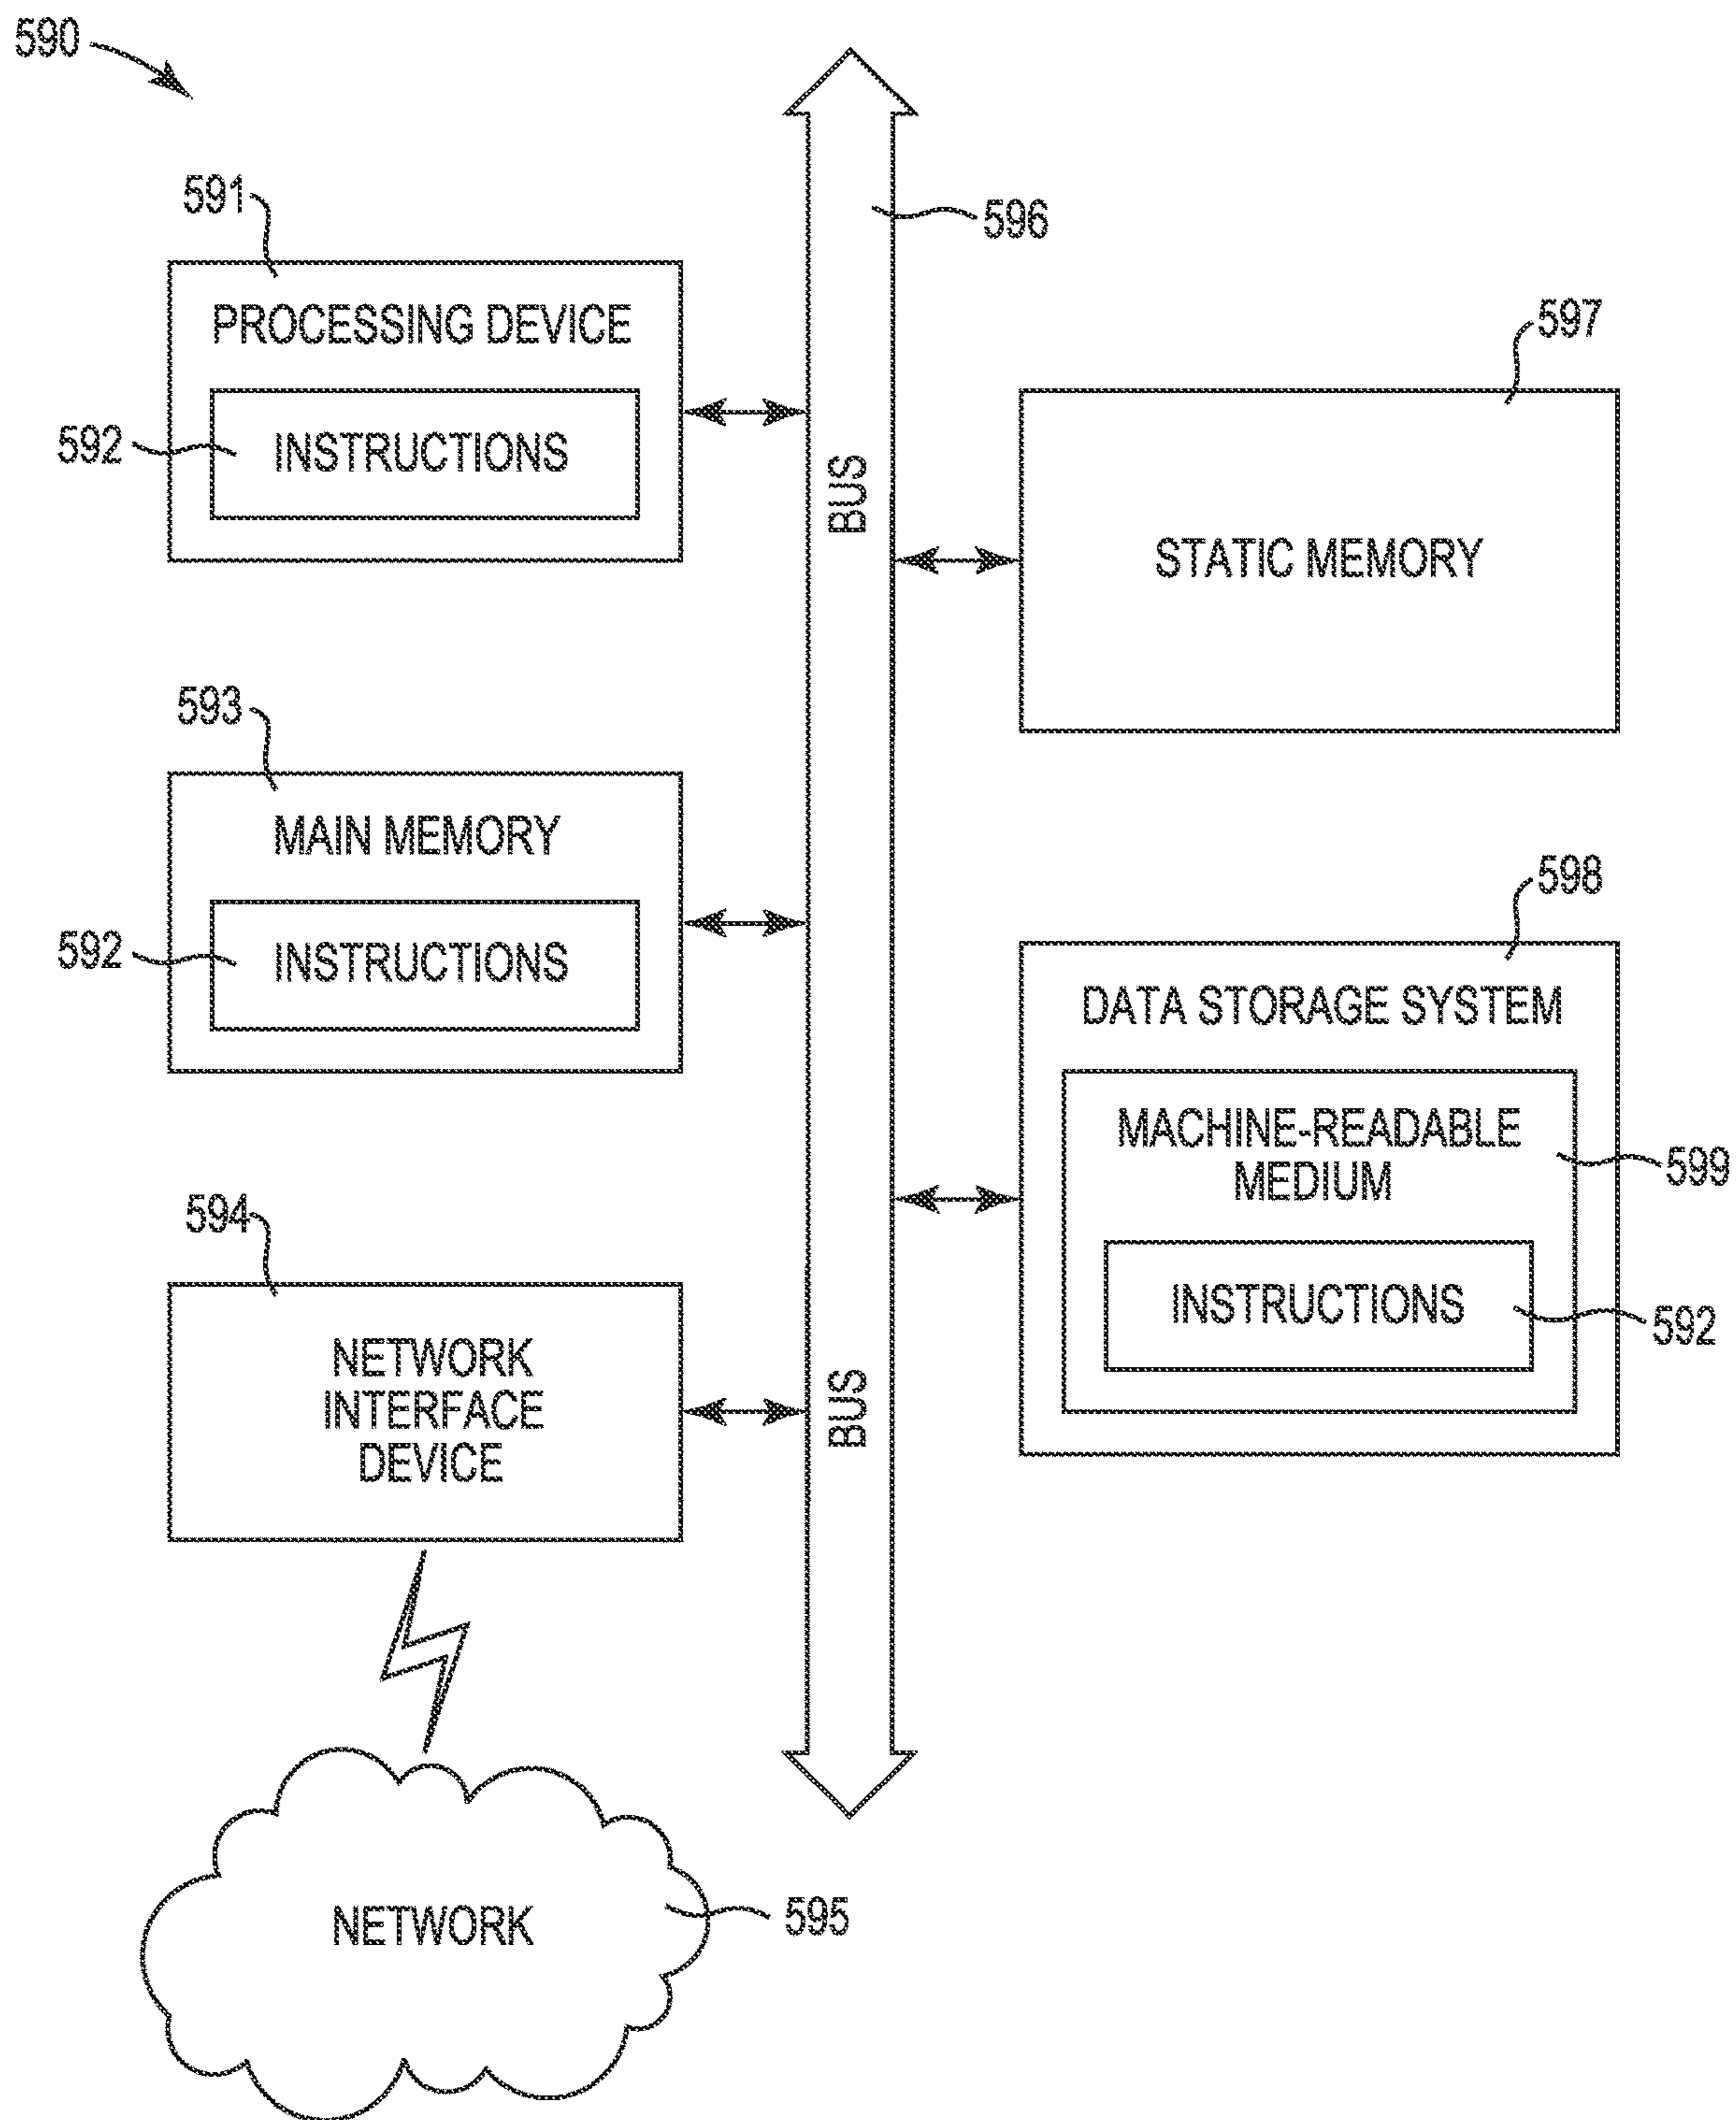 590
591
596
PROCESSING DEVICE
597
592
INSTRUCTIONS
BUS
STATIC MEMORY
593
MAIN MEMORY
598
592
INSTRUCTIONS
DATA STORAGE SYSTEM
MACHINE-READABLE
MEDIUM
599
594
INSTRUCTIONS
592
NETWORK
INTERFACE
DEVICE
BUS
NETWORK
595